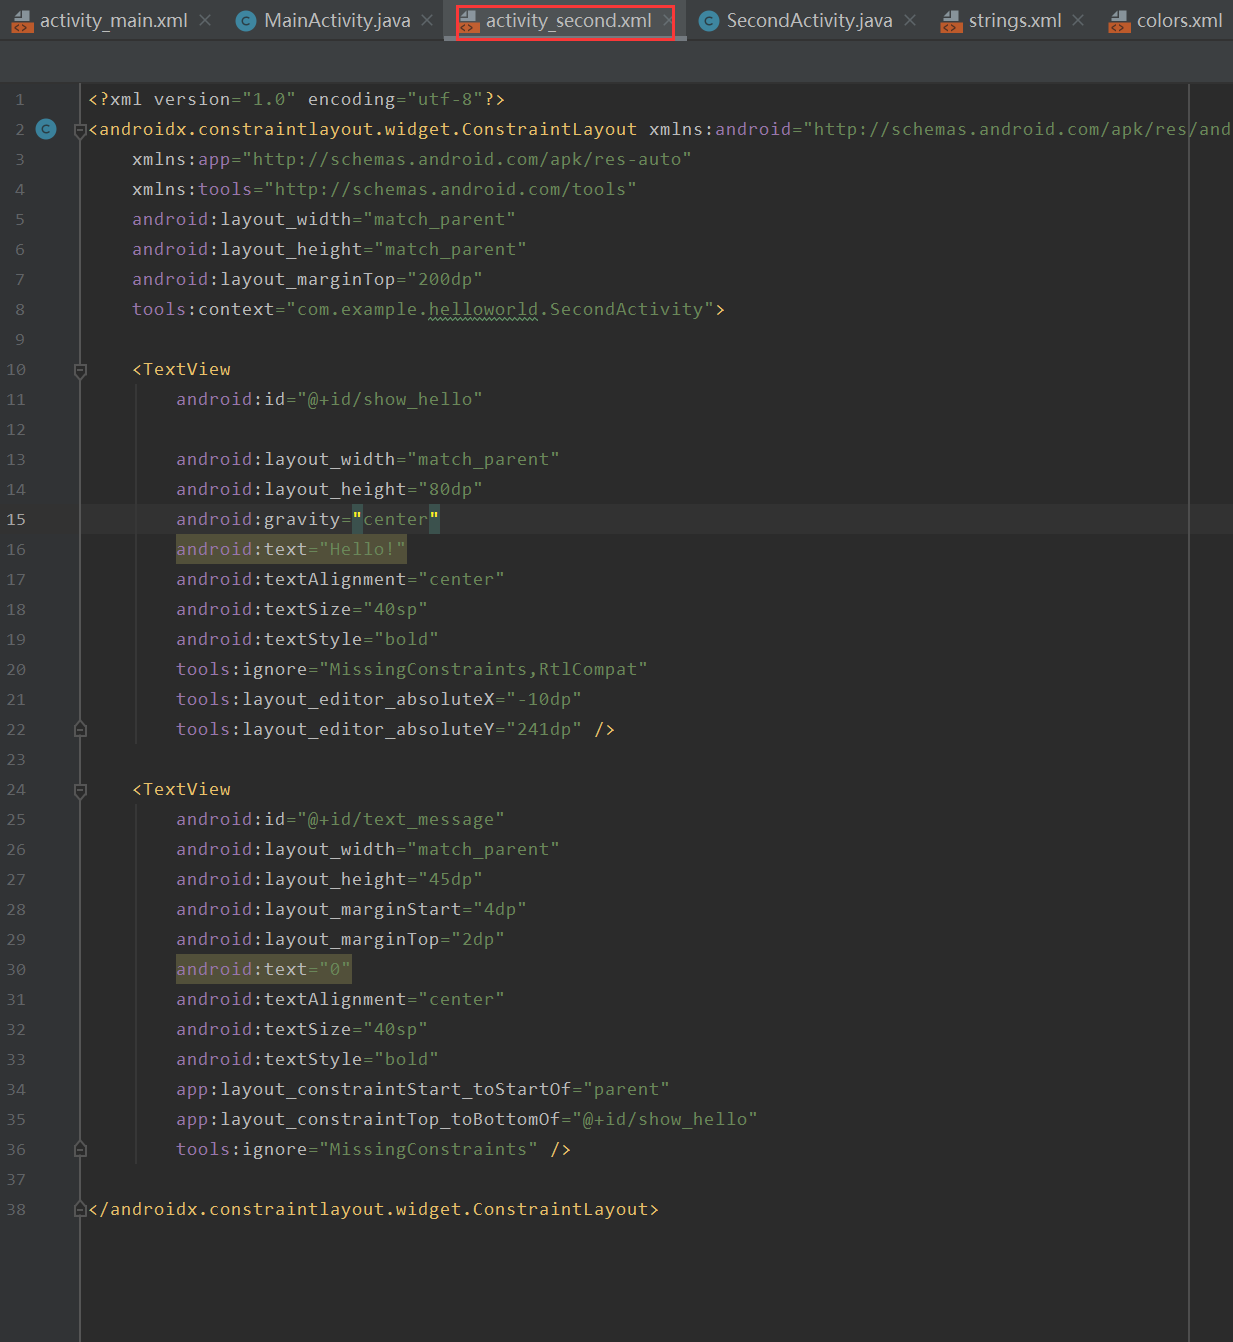 activity_main.xml MainActivity.java activity_second.xml SecondActivity.java strings.xml colors.xml
1 <?xml version="1.0" encoding="utf-8"?>
2 <androidx.constraintlayout.widget.ConstraintLayout xmlns:android="http://schemas.android.com/apk/res/and
3 xmlns:app="http://schemas.android.com/apk/res-auto"
4 xmlns:tools="http://schemas.android.com/tools"
5 android:layout_width="match_parent"
6 android:layout_height="match_parent"
7 android:layout_marginTop="200dp"
8 tools:context="com.example.helloworld.SecondActivity">
9
10 <TextView
11 android:id="@+id/show_hello"
12
13 android:layout_width="match_parent"
14 android:layout_height="80dp"
15 android:gravity="center"
16 android:text="Hello!"
17 android:textAlignment="center"
18 android:textSize="40sp"
19 android:textStyle="bold"
20 tools:ignore="MissingConstraints,RtlCompat"
21 tools:layout_editor_absoluteX="-10dp"
22 tools:layout_editor_absoluteY="241dp" />
23
24 <TextView
25 android:id="@+id/text_message"
26 android:layout_width="match_parent"
27 android:layout_height="45dp"
28 android:layout_marginStart="4dp"
29 android:layout_marginTop="2dp"
30 android:text="0"
31 android:textAlignment="center"
32 android:textSize="40sp"
33 android:textStyle="bold"
34 app:layout_constraintStart_toStartOf="parent"
35 app:layout_constraintTop_toBottomOf="@+id/show_hello"
36 tools:ignore="MissingConstraints" />
37
38 </androidx.constraintlayout.widget.ConstraintLayout>